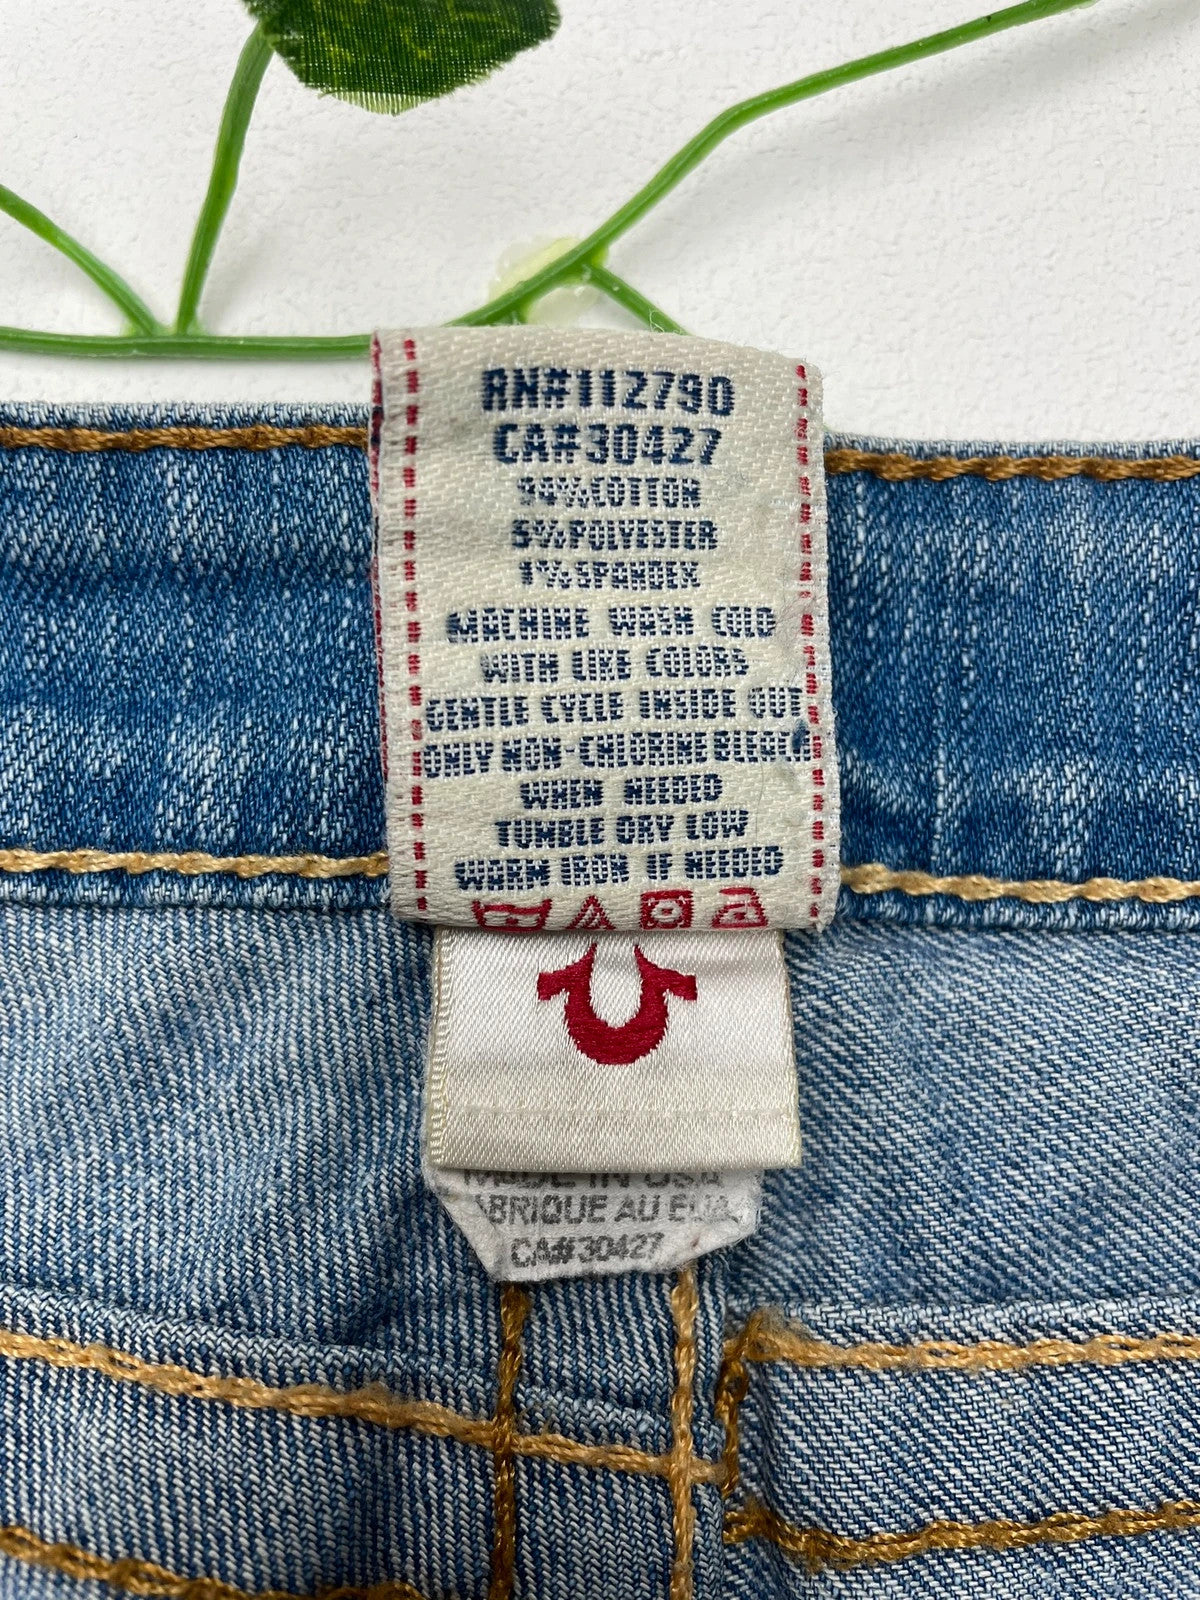 RN#112790
CA#30427
94%COTTON
5%POLYESTER
1%SPANDEX
MACHINE WASH COLD
WITH LIKE COLORS
GENTLE CYCLE INSIDE OUT
ONLY NON-CHLORINE BLEACH
WHEN NEEDED
TUMBLE DRY LOW
WARM IRON IF NEEDED
MADE IN USA
ABRIQUE AU EUA
CA#30427